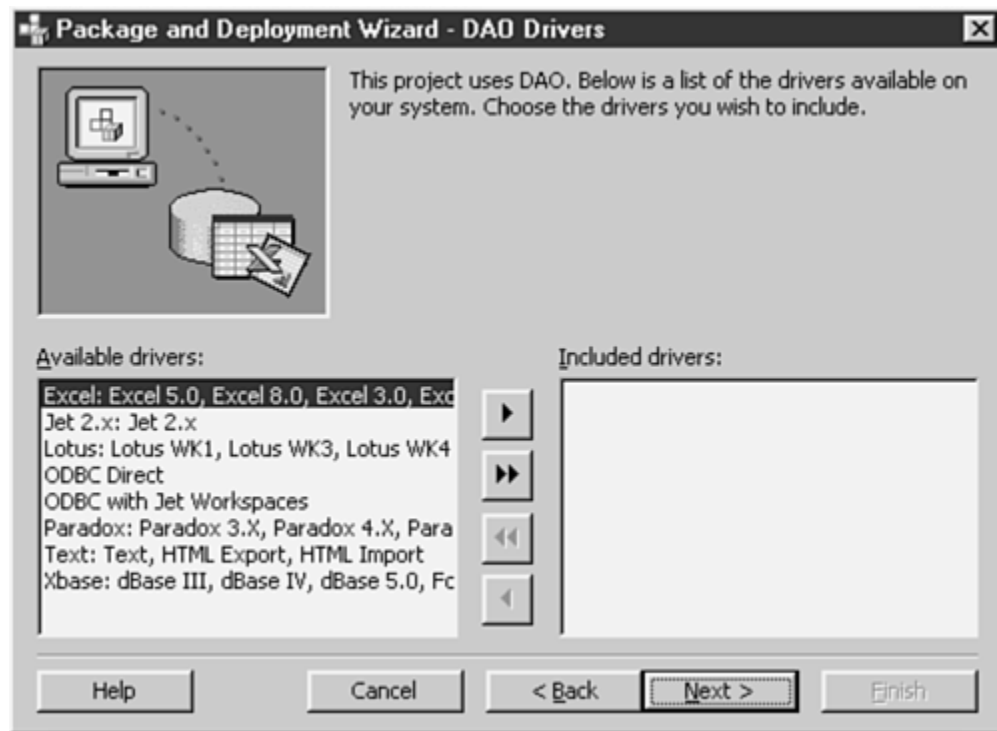 Package and Deployment Wizard - DAO Drivers
This project uses DAO. Below is a list of the drivers available on
your system. Choose the drivers you wish to include.
Available drivers:
Included drivers:
Excel: Excel 5.0, Excel 8.0, Excel 3.0, Exc
Jet 2.x: Jet 2.x
Lotus: Lotus WK1, Lotus WK3, Lotus WK4
ODBC Direct
ODBC with Jet Workspaces
Paradox: Paradox 3.X, Paradox 4.X, Para
Text: Text, HTML Export, HTML Import
Xbase: dBase III, dBase IV, dBase 5.0, Fc
Help
Cancel
< Back
Next >
Finish